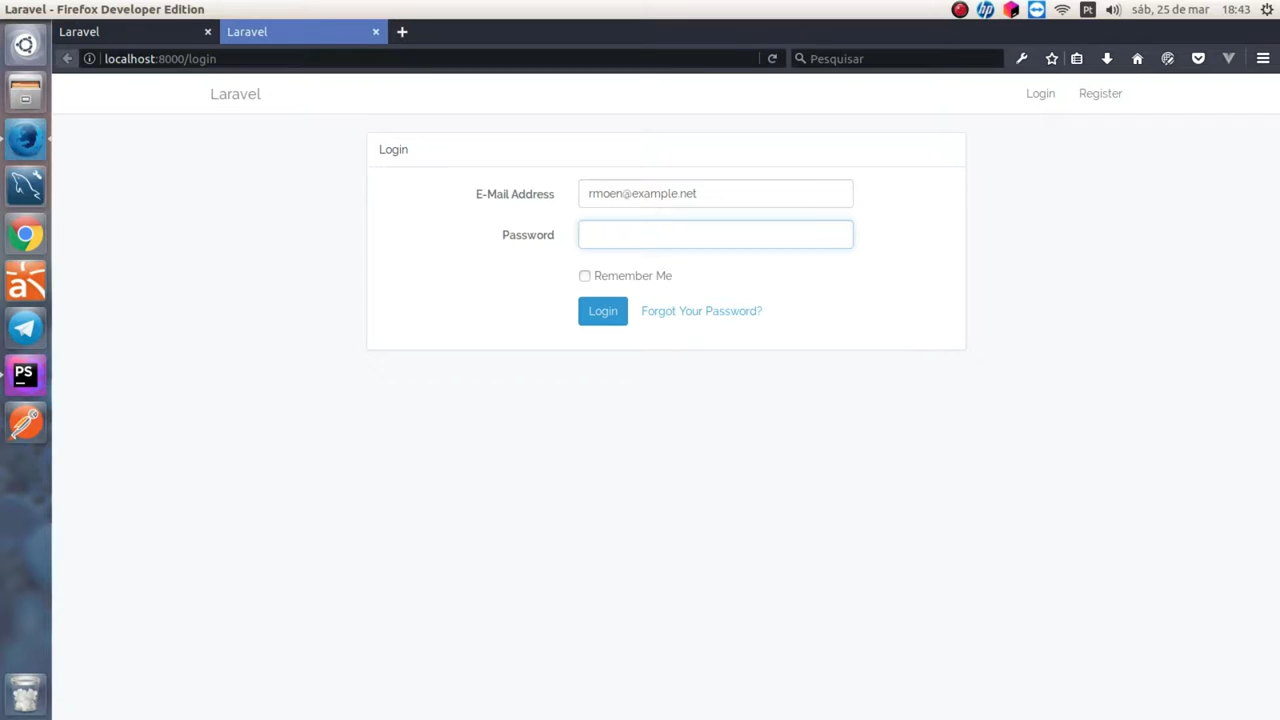 Laravel - Firefox Developer Edition
Pt
sáb, 25 de mar
18:43
Laravel
Laravel
localhost:8000/login
Pesquisar
Laravel
Login
Register
Login
E-Mail Address
rmoen@example.net
Password
Remember Me
Login
Forgot Your Password?
PS